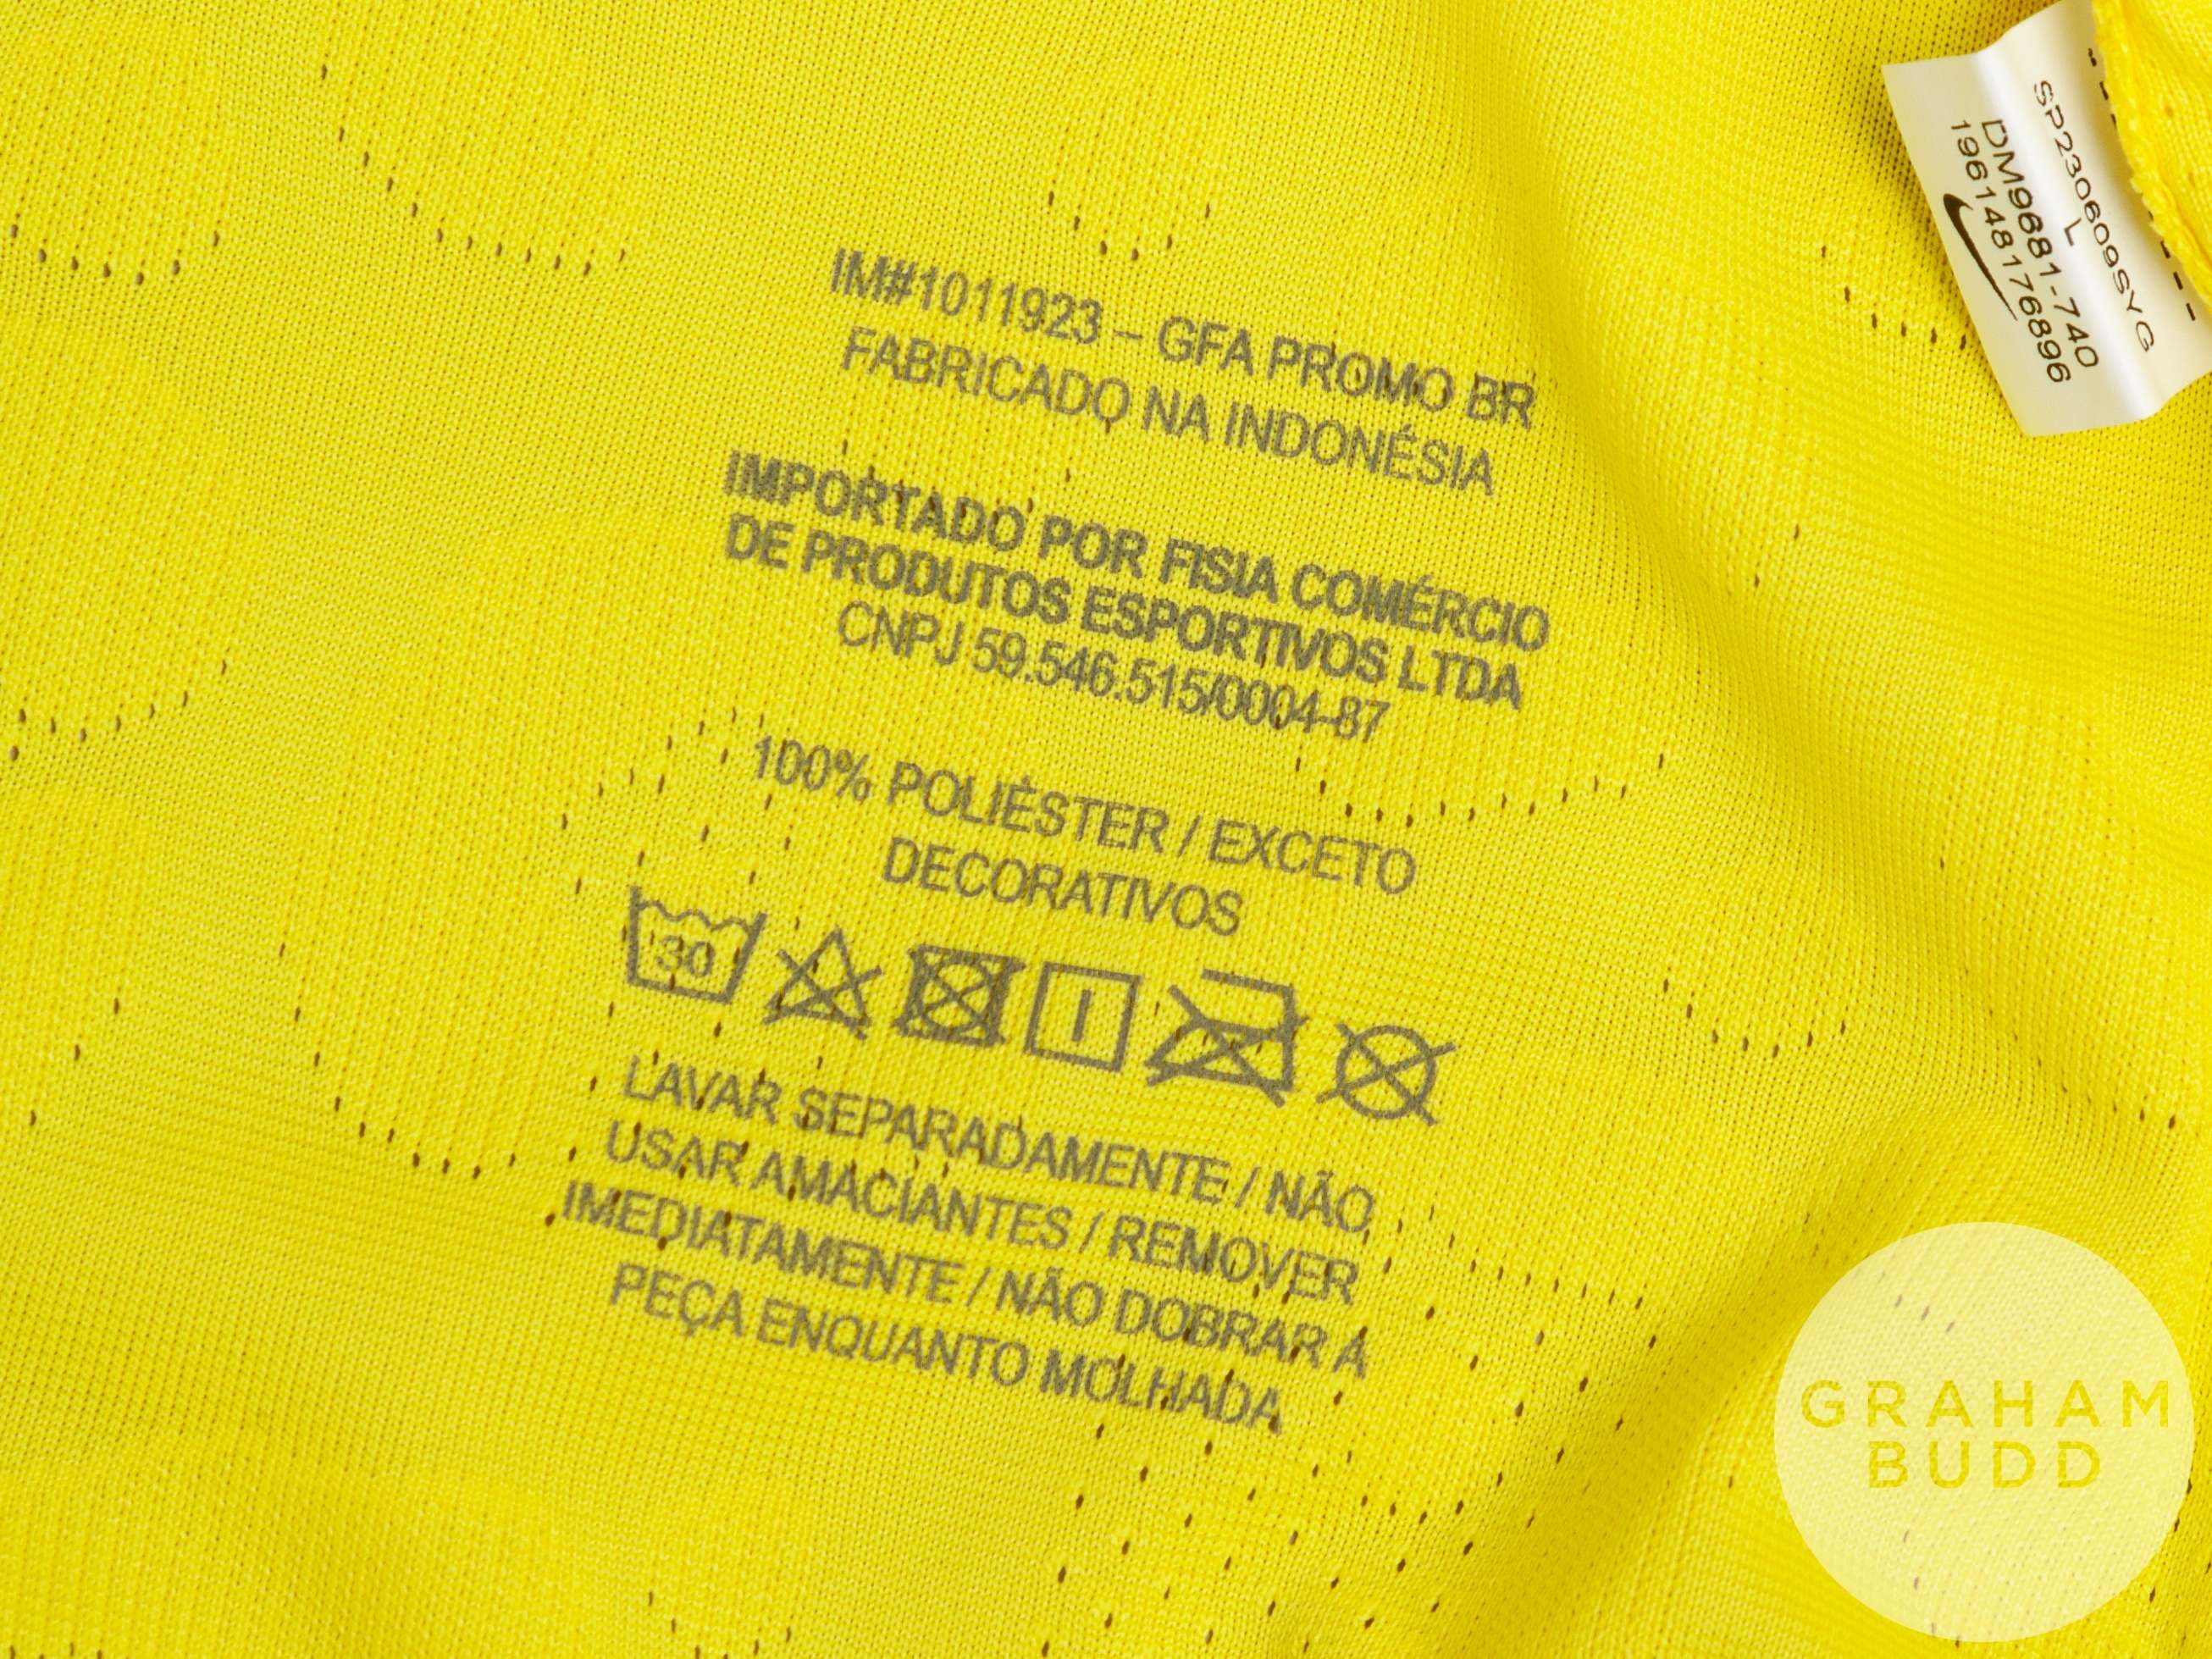 SP230609SYG
L
DM9681-740
196148176896
IM#1011923 – GFA PROMO BR
FABRICADO NA INDONÉSIA
IMPORTADO POR FISIA COMÉRCIO
DE PRODUTOS ESPORTIVOS LTDA
CNPJ 59.546.515/0004-87
100% POLIÉSTER / EXCETO
DECORATIVOS
30
LAVAR SEPARADAMENTE / NÃO
USAR AMACIANTES / REMOVER
IMEDIATAMENTE / NÃO DOBRAR A
PEÇA ENQUANTO MOLHADA
GRAHAM
BUDD